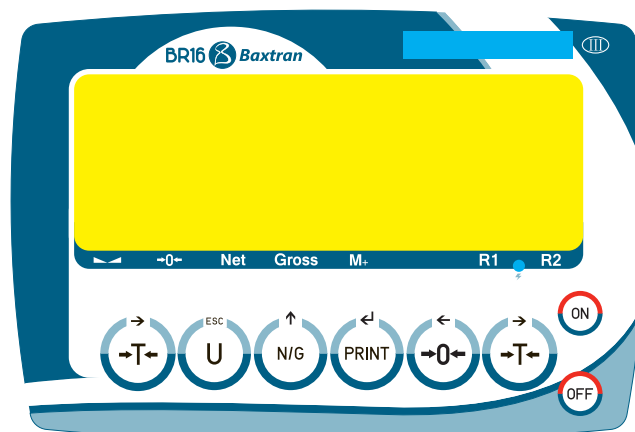 BR16 Baxtran III
→0← Net Gross M+ R1 R2
→ ESC ↑ ↵ ← →
→T← U N/G PRINT →0← →T←
ON
OFF